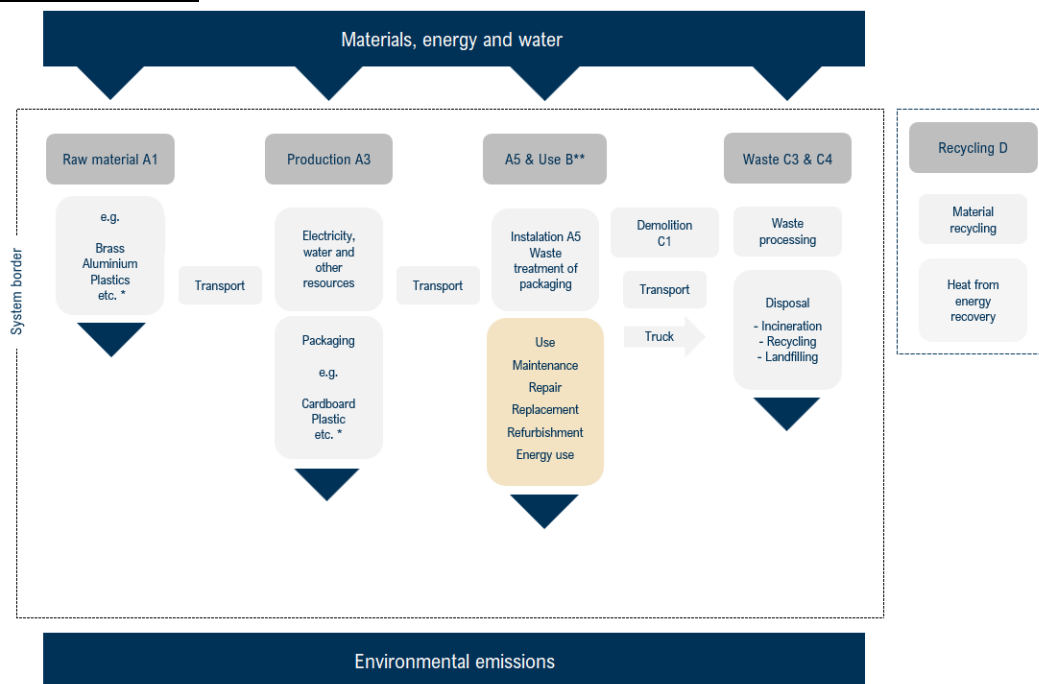 Materials, energy and water
System border
Raw material A1
e.g.
Brass
Aluminium
Plastics
etc. *
Transport
Production A3
Electricity,
water and
other
resources
Packaging
e.g.
Cardboard
Plastic
etc. *
Transport
A5 & Use B**
Instalation A5
Waste
treatment of
packaging
Use
Maintenance
Repair
Replacement
Refurbishment
Energy use
Demolition
C1
Transport
Truck
Waste C3 & C4
Waste
processing
Disposal
- Incineration
- Recycling
- Landfilling
Recycling D
Material
recycling
Heat from
energy
recovery
Environmental emissions